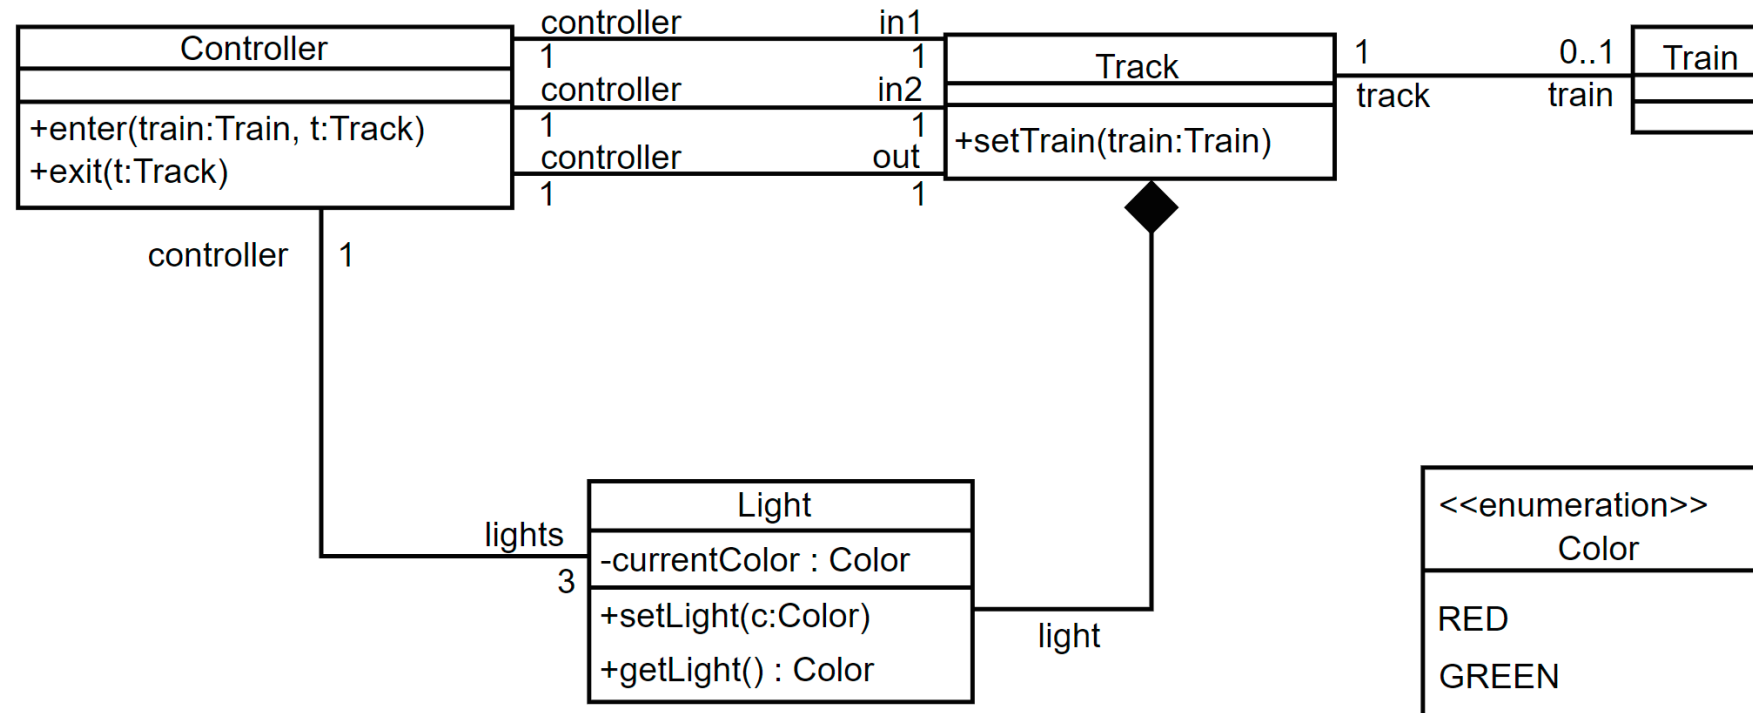 Controller
+enter(train:Train, t:Track)
+exit(t:Track)
controller in1
1 1
controller in2
1 1
controller out
1 1
Track
+setTrain(train:Train)
1 0..1
track train
Train
controller 1
lights
3
Light
-currentColor : Color
+setLight(c:Color)
+getLight() : Color
light
<<enumeration>>
Color
RED
GREEN